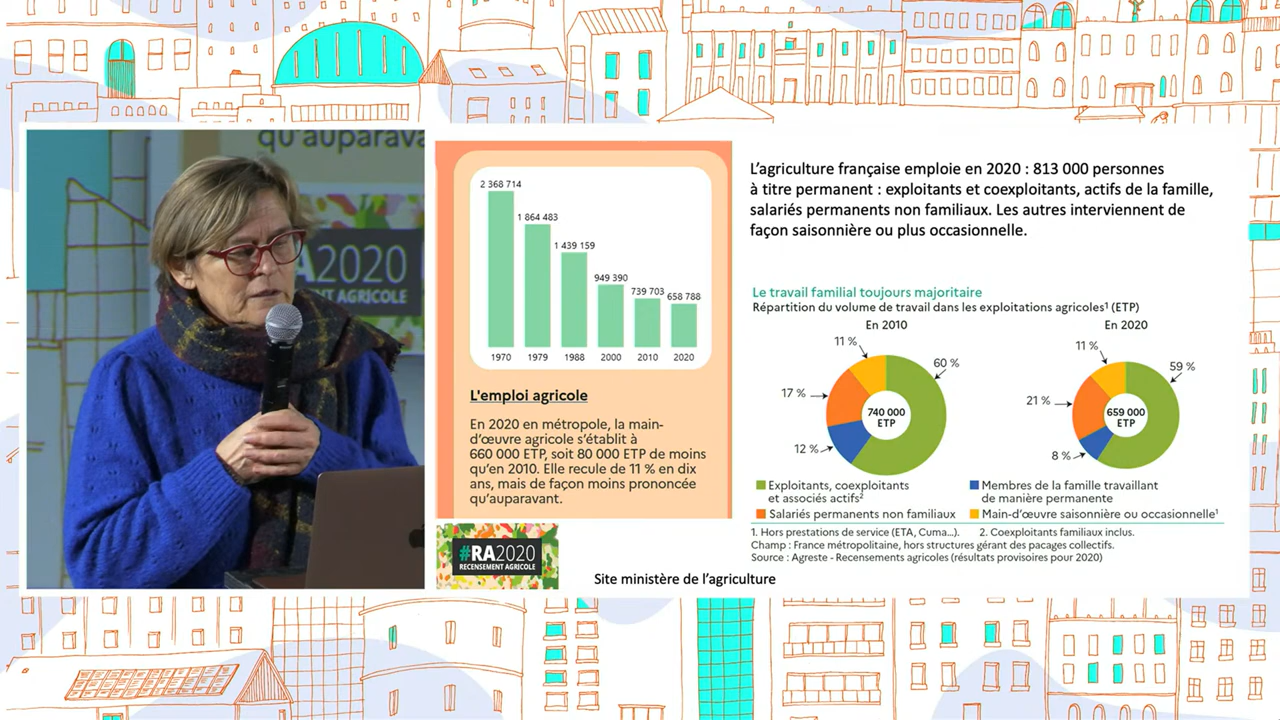 qu'auparava
A2020
ENT AGRICOLE
2 368 714
1 864 483
1 439 159
949 390
739 703
658 788
1970 1979 1988 2000 2010 2020
L'emploi agricole
En 2020 en métropole, la main-
d'œuvre agricole s'établit à
660 000 ETP, soit 80 000 ETP de moins
qu'en 2010. Elle recule de 11 % en dix
ans, mais de façon moins prononcée
qu'auparavant.
#RA2020
RECENSEMENT AGRICOLE
Site ministère de l'agriculture
L'agriculture française emploie en 2020 : 813 000 personnes
à titre permanent : exploitants et coexploitants, actifs de la famille,
salariés permanents non familiaux. Les autres interviennent de
façon saisonnière ou plus occasionnelle.
Le travail familial toujours majoritaire
Répartition du volume de travail dans les exploitations agricoles¹ (ETP)
En 2010
11 %
60 %
17 %
740 000
ETP
12 %
En 2020
11 %
59 %
21 %
659 000
ETP
8 %
Exploitants, coexploitants
et associés actifs²
Membres de la famille travaillant
de manière permanente
Salariés permanents non familiaux
Main-d'œuvre saisonnière ou occasionnelle¹
1. Hors prestations de service (ETA, Cuma…). 2. Coexploitants familiaux inclus.
Champ : France métropolitaine, hors structures gérant des pacages collectifs.
Source : Agreste - Recensements agricoles (résultats provisoires pour 2020)